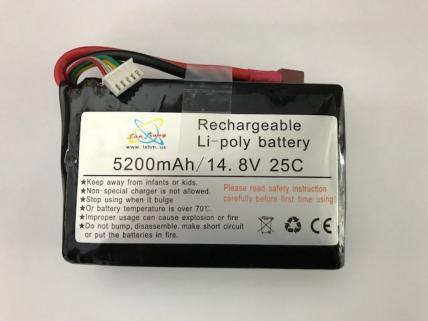 Rechargeable
Li-poly battery
www.lxhm.us
5200mAh/14.8V 25C
★Keep away from infants or kids.
★Non-special charger is not allowed.
★Stop using when it bulge
★Or battery temperature is over 70℃.
★Improper usage can cause explosion or fire
★Do not bump, disassemble, make short circuit
or put the batteries in fire.
Please read safety instruction
carefully before first time using!
CE